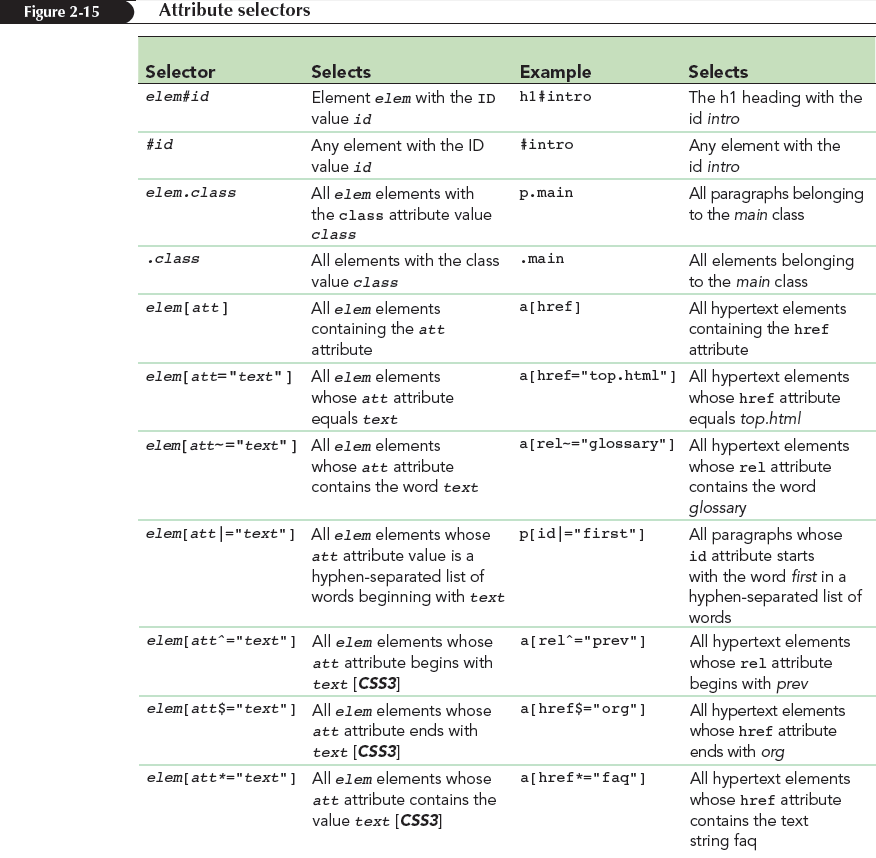 Figure 2-15 Attribute selectors
Selector Selects Example Selects
elem#id Element elem with the ID value id h1#intro The h1 heading with the id intro
#id Any element with the ID value id #intro Any element with the id intro
elem.class All elem elements with the class attribute value class p.main All paragraphs belonging to the main class
.class All elements with the class value class .main All elements belonging to the main class
elem[att] All elem elements containing the att attribute a[href] All hypertext elements containing the href attribute
elem[att="text"] All elem elements whose att attribute equals text a[href="top.html"] All hypertext elements whose href attribute equals top.html
elem[att~="text"] All elem elements whose att attribute contains the word text a[rel~="glossary"] All hypertext elements whose rel attribute contains the word glossary
elem[att|="text"] All elem elements whose att attribute value is a hyphen-separated list of words beginning with text p[id|="first"] All paragraphs whose id attribute starts with the word first in a hyphen-separated list of words
elem[att^="text"] All elem elements whose att attribute begins with text [CSS3] a[rel^="prev"] All hypertext elements whose rel attribute begins with prev
elem[att$="text"] All elem elements whose att attribute ends with text [CSS3] a[href$="org"] All hypertext elements whose href attribute ends with org
elem[att*="text"] All elem elements whose att attribute contains the value text [CSS3] a[href*="faq"] All hypertext elements whose href attribute contains the text string faq